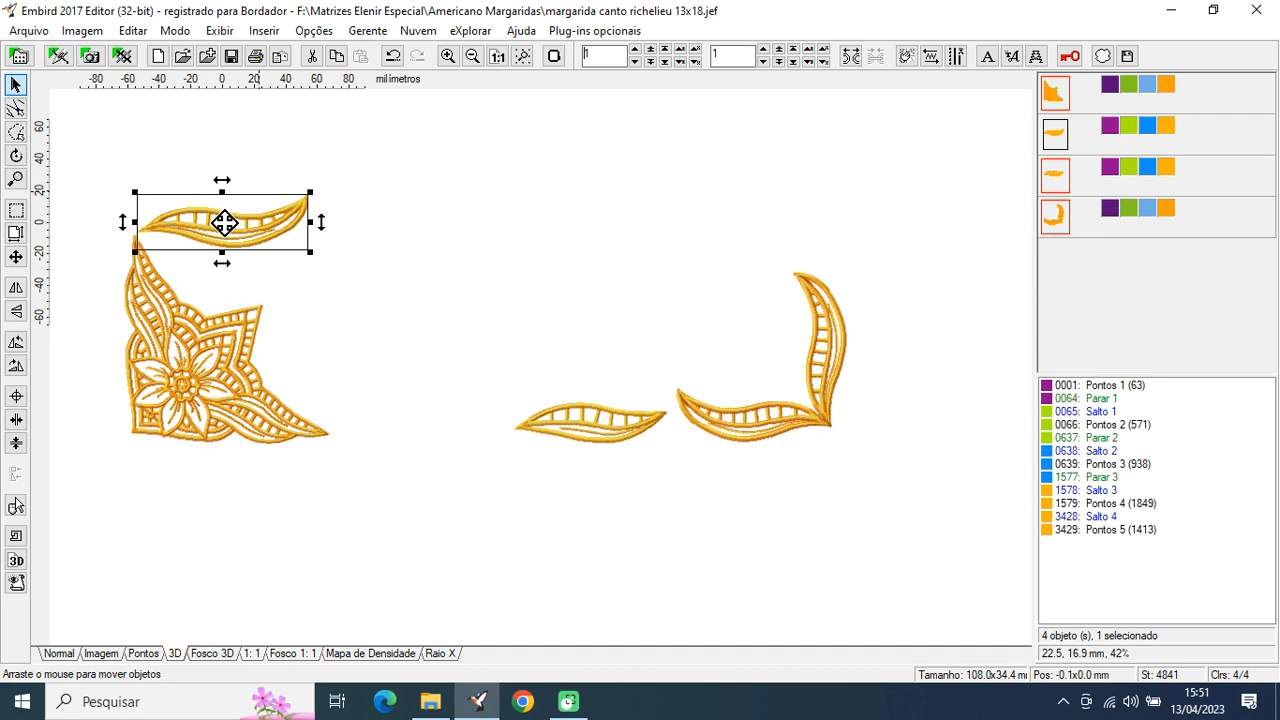 Embird 2017 Editor (32-bit) - registrado para Bordador - F:\Matrizes Elenir Especial\Americano Margaridas\margarida canto richelieu 13x18.jef
Arquivo Imagem Editar Modo Exibir Inserir Opções Gerente Nuvem eXplorar Ajuda Plug-ins opcionais
1:1 1 1 A A A
-80 -60 -40 -20 0 20 40 60 80 milímetros
60
40
20
0
-20
-40
-60
3D
0001: Pontos 1 (63)
0064: Parar 1
0065: Salto 1
0066: Pontos 2 (571)
0637: Parar 2
0638: Salto 2
0639: Pontos 3 (938)
1577: Parar 3
1578: Salto 3
1579: Pontos 4 (1849)
3428: Salto 4
3429: Pontos 5 (1413)
4 objeto (s), 1 selecionado
22.5, 16.9 mm, 42%
Normal Imagem Pontos 3D Fosco 3D 1: 1 Fosco 1: 1 Mapa de Densidade Raio X
Arraste o mouse para mover objetos Tamanho: 108.0x34.4 m Pos: -0.1x0.0 mm St: 4841 Clrs: 4/4
Pesquisar 15:51
13/04/2023